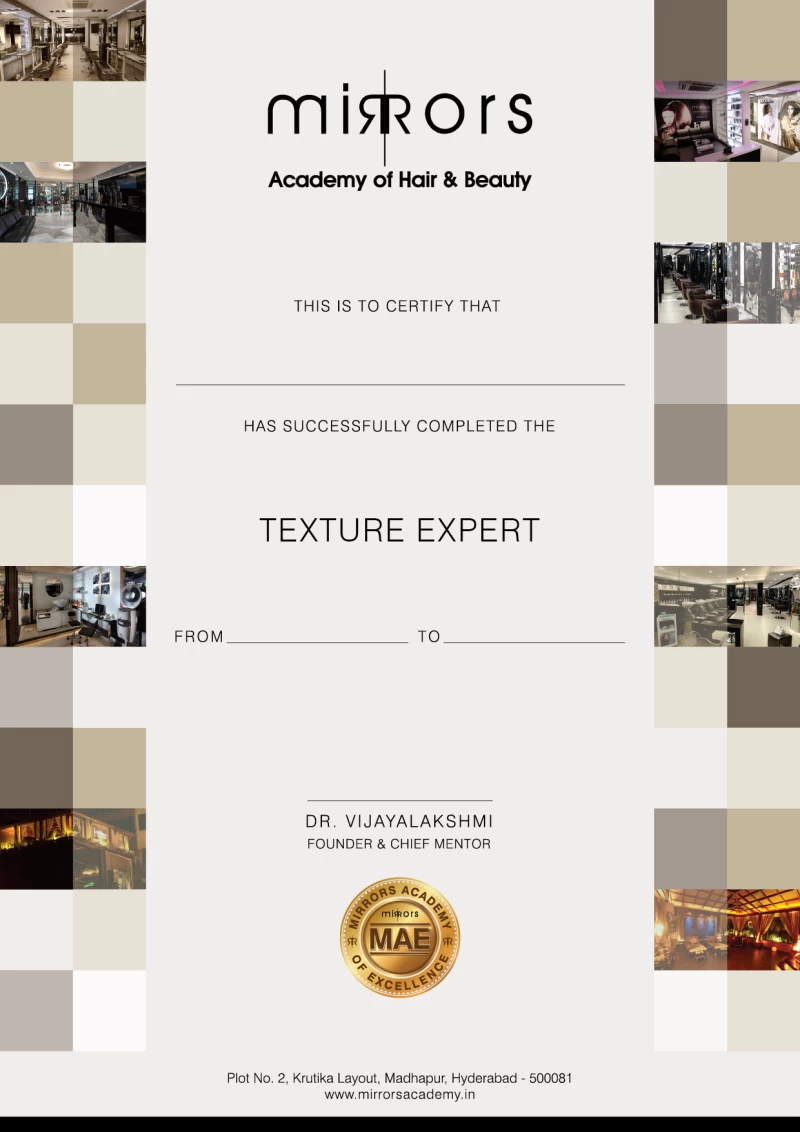 mirrors
Academy of Hair & Beauty
THIS IS TO CERTIFY THAT
HAS SUCCESSFULLY COMPLETED THE
TEXTURE EXPERT
FROM TO
DR. VIJAYALAKSHMI
FOUNDER & CHIEF MENTOR
MIRRORS ACADEMY
mirrors
MAE
OF EXCELLENCE
Plot No. 2, Krutika Layout, Madhapur, Hyderabad - 500081
www.mirrorsacademy.in